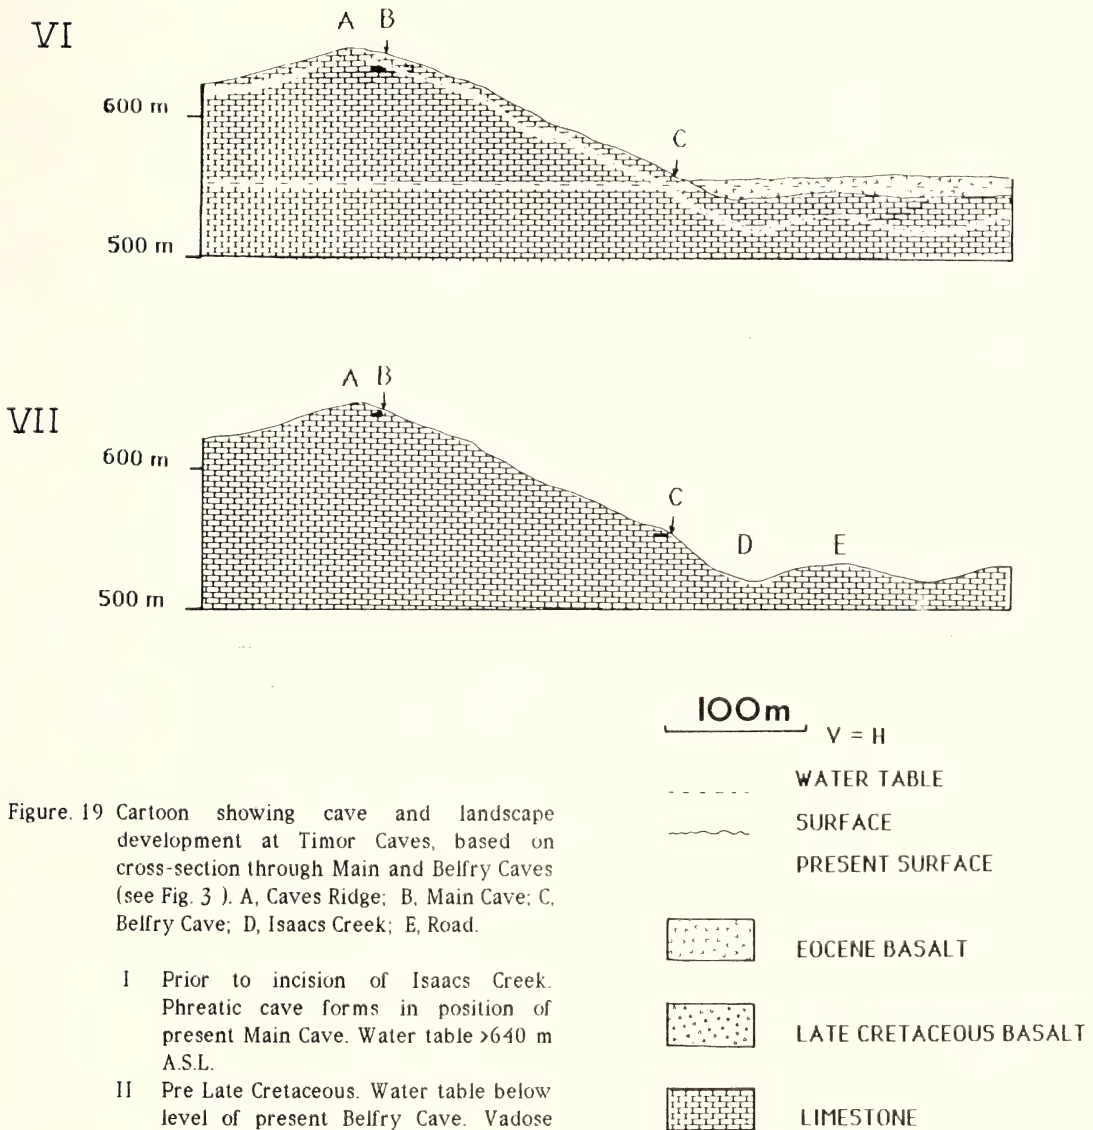 VI
A B
600 m
C
500 m
VII
A B
600 m
C
D E
500 m
100m
V = H
WATER TABLE
SURFACE
PRESENT SURFACE
EOCENE BASALT
LATE CRETACEOUS BASALT
LIMESTONE
Figure. 19 Cartoon showing cave and landscape
development at Timor Caves, based on
cross-section through Main and Belfry Caves
(see Fig. 3 ). A, Caves Ridge; B, Main Cave; C,
Belfry Cave; D, Isaacs Creek; E, Road.
I Prior to incision of Isaacs Creek.
Phreatic cave forms in position of
present Main Cave. Water table >640 m
A.S.L.
II Pre Late Cretaceous. Water table below
level of present Belfry Cave. Vadose